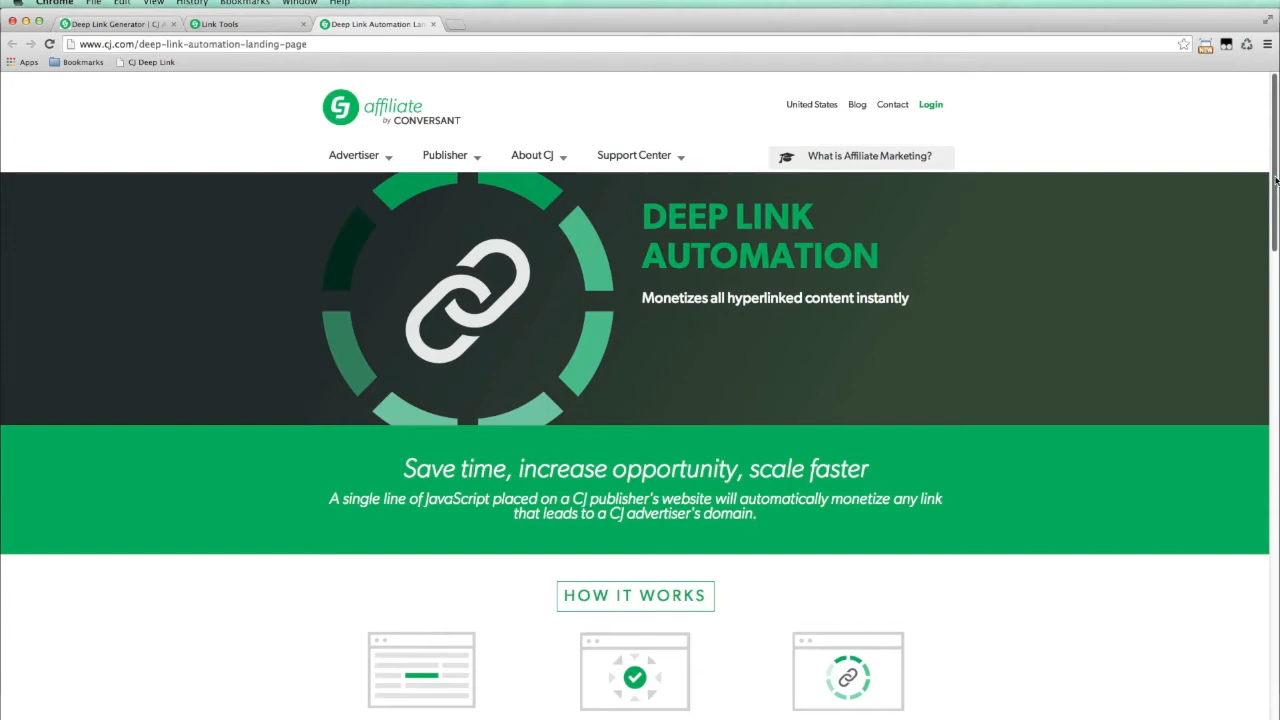 Chrome File Edit View History Bookmarks Window Help
Deep Link Generator | CJ A
Link Tools
Deep Link Automation Lan
www.cj.com/deep-link-automation-landing-page
Apps Bookmarks CJ Deep Link
CJ affiliate
by CONVERSANT
United States Blog Contact Login
Advertiser Publisher About CJ Support Center What is Affiliate Marketing?
DEEP LINK
AUTOMATION
Monetizes all hyperlinked content instantly
Save time, increase opportunity, scale faster
A single line of JavaScript placed on a CJ publisher's website will automatically monetize any link
that leads to a CJ advertiser's domain.
HOW IT WORKS